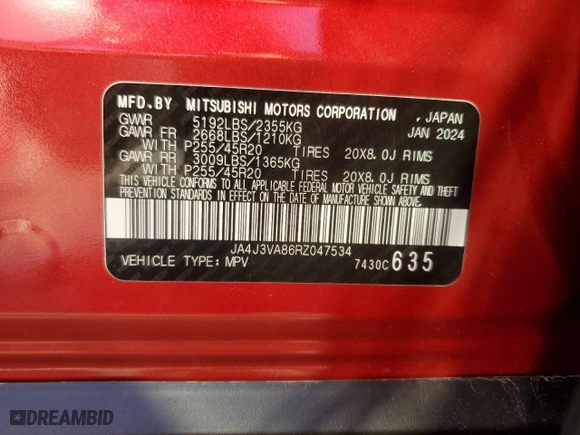 MFD.BY MITSUBISHI MOTORS CORPORATION , JAPAN
GVWR 5192LBS/2355KG JAN 2024
GAWR FR 2668LBS/1210KG
WITH P255/45R20 TIRES 20X8.0J RIMS
GAWR RR 3009LBS/1365KG
WITH P255/45R20 TIRES 20X8.0J RIMS
THIS VEHICLE CONFORMS TO ALL APPLICABLE FEDERAL MOTOR VEHICLE SAFETY AND THEFT
PREVENTION STANDARDS IN EFFECT ON THE DATE OF MANUFACTURE SHOWN ABOVE.
JA4J3VA86RZ047534
VEHICLE TYPE: MPV 7430C 635
DREAMBID